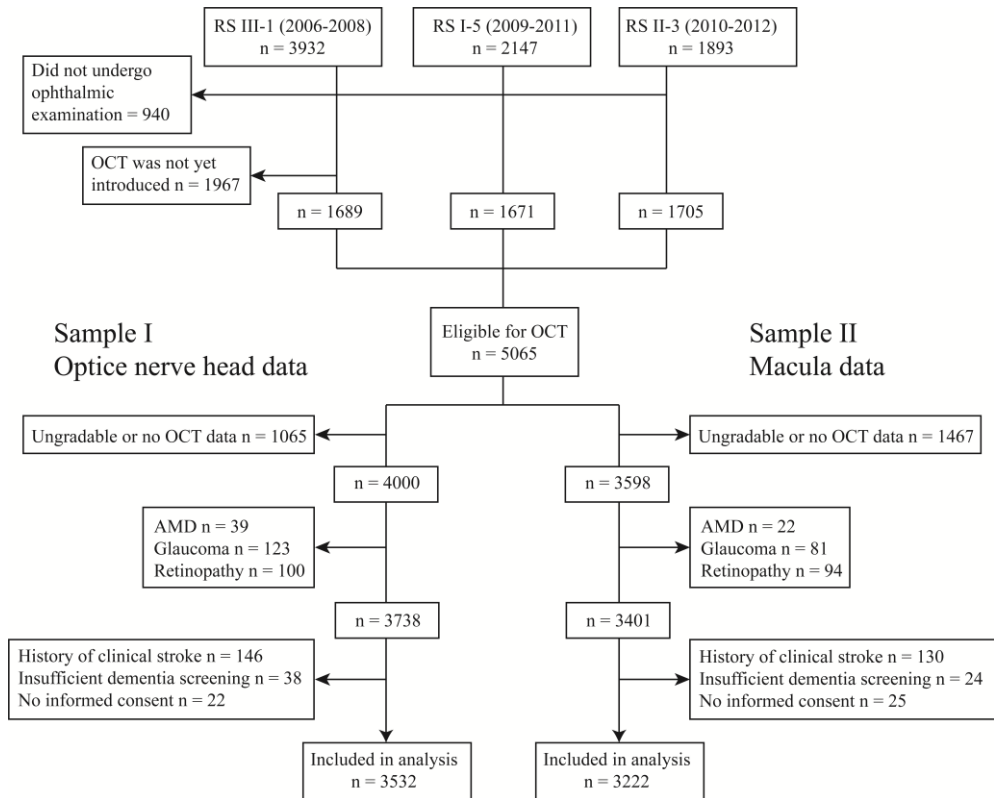 RS III-1 (2006-2008)
n = 3932
RS I-5 (2009-2011)
n = 2147
RS II-3 (2010-2012)
n = 1893
Did not undergo
ophthalmic
examination = 940
OCT was not yet
introduced n = 1967
n = 1689
n = 1671
n = 1705
Eligible for OCT
n = 5065
Sample I
Optice nerve head data
Sample II
Macula data
Ungradable or no OCT data n = 1065
Ungradable or no OCT data n = 1467
n = 4000
n = 3598
AMD n = 39
Glaucoma n = 123
Retinopathy n = 100
AMD n = 22
Glaucoma n = 81
Retinopathy n = 94
n = 3738
n = 3401
History of clinical stroke n = 146
Insufficient dementia screening n = 38
No informed consent n = 22
History of clinical stroke n = 130
Insufficient dementia screening n = 24
No informed consent n = 25
Included in analysis
n = 3532
Included in analysis
n = 3222